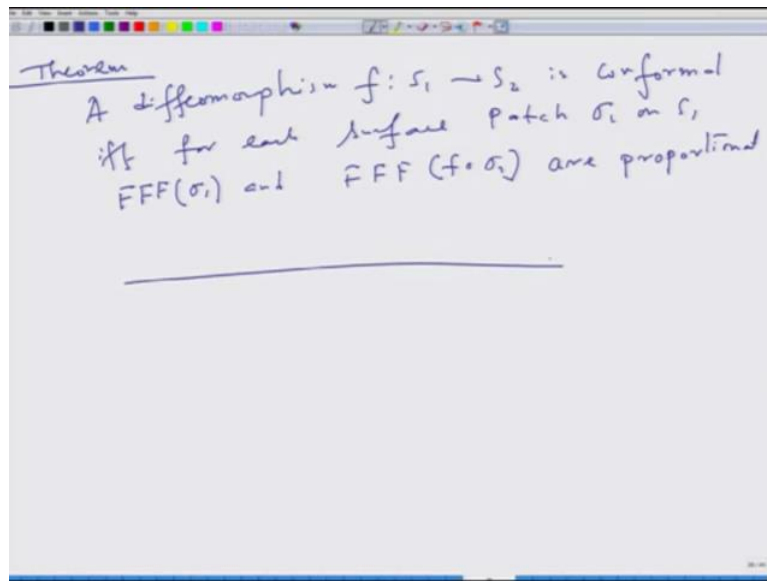 Theorem
A diffeomorphism f: S₁ → S₂ is conformal
iff for each surface patch σ₁ on S₁
FFF(σ₁) and FFF(f∘σ₁) are proportional